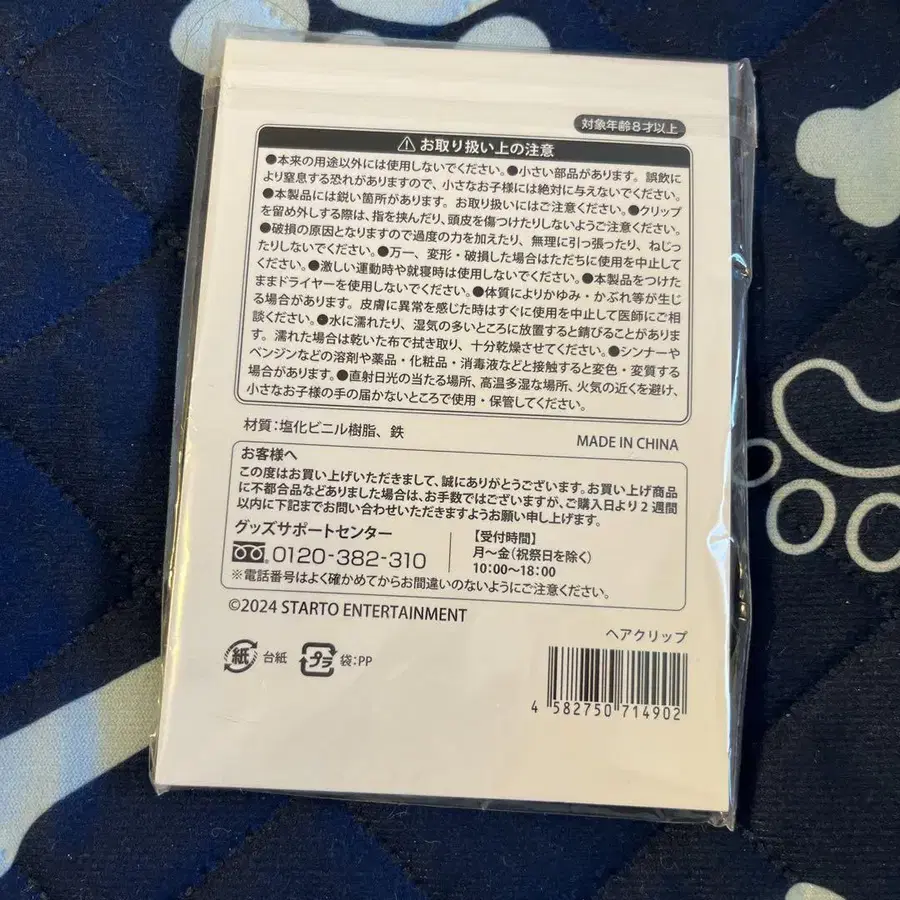 対象年齢8才以上
⚠お取り扱い上の注意
●本来の用途以外には使用しないでください。●小さい部品があります。誤飲に
より窒息する恐れがありますので、小さなお子様には絶対に与えないでください。
●本製品には鋭い箇所があります。お取り扱いにはご注意ください。●クリップ
を留め外しする際は、指を挟んだり、頭皮を傷つけたりしないようご注意ください。
●破損の原因となりますので過度の力を加えたり、無理に引っ張ったり、ねじっ
たりしないでください。●万一、変形・破損した場合はただちに使用を中止して
ください。●激しい運動時や就寝時は使用しないでください。●本製品をつけた
ままドライヤーを使用しないでください。●体質によりかゆみ・かぶれ等が生じ
る場合があります。皮膚に異常を感じた時はすぐに使用を中止して医師にご相
談ください。●水に濡れたり、湿気の多いところに放置すると錆びることがありま
す。濡れた場合は乾いた布で拭き取り、十分乾燥させてください。●シンナーや
ベンジンなどの溶剤や薬品・化粧品・消毒液などと接触すると変色・変質する
場合があります。●直射日光の当たる場所、高温多湿な場所、火気の近くを避け、
小さなお子様の手の届かないところで使用・保管してください。
材質:塩化ビニル樹脂、鉄
MADE IN CHINA
お客様へ
この度はお買い上げいただきまして、誠にありがとうございます。お買い上げ商品
に不都合品などありました場合は、お手数ではございますが、ご購入日より2週間
以内に下記までお問い合わせいただきますようお願い申し上げます。
グッズサポートセンター
0120-382-310
【受付時間】
月〜金(祝祭日を除く)
10:00〜18:00
※電話番号はよく確かめてからお間違いのないようにご注意ください。
©2024 STARTO ENTERTAINMENT
紙 台紙
プラ 袋:PP
ヘアクリップ
4 582750 714902